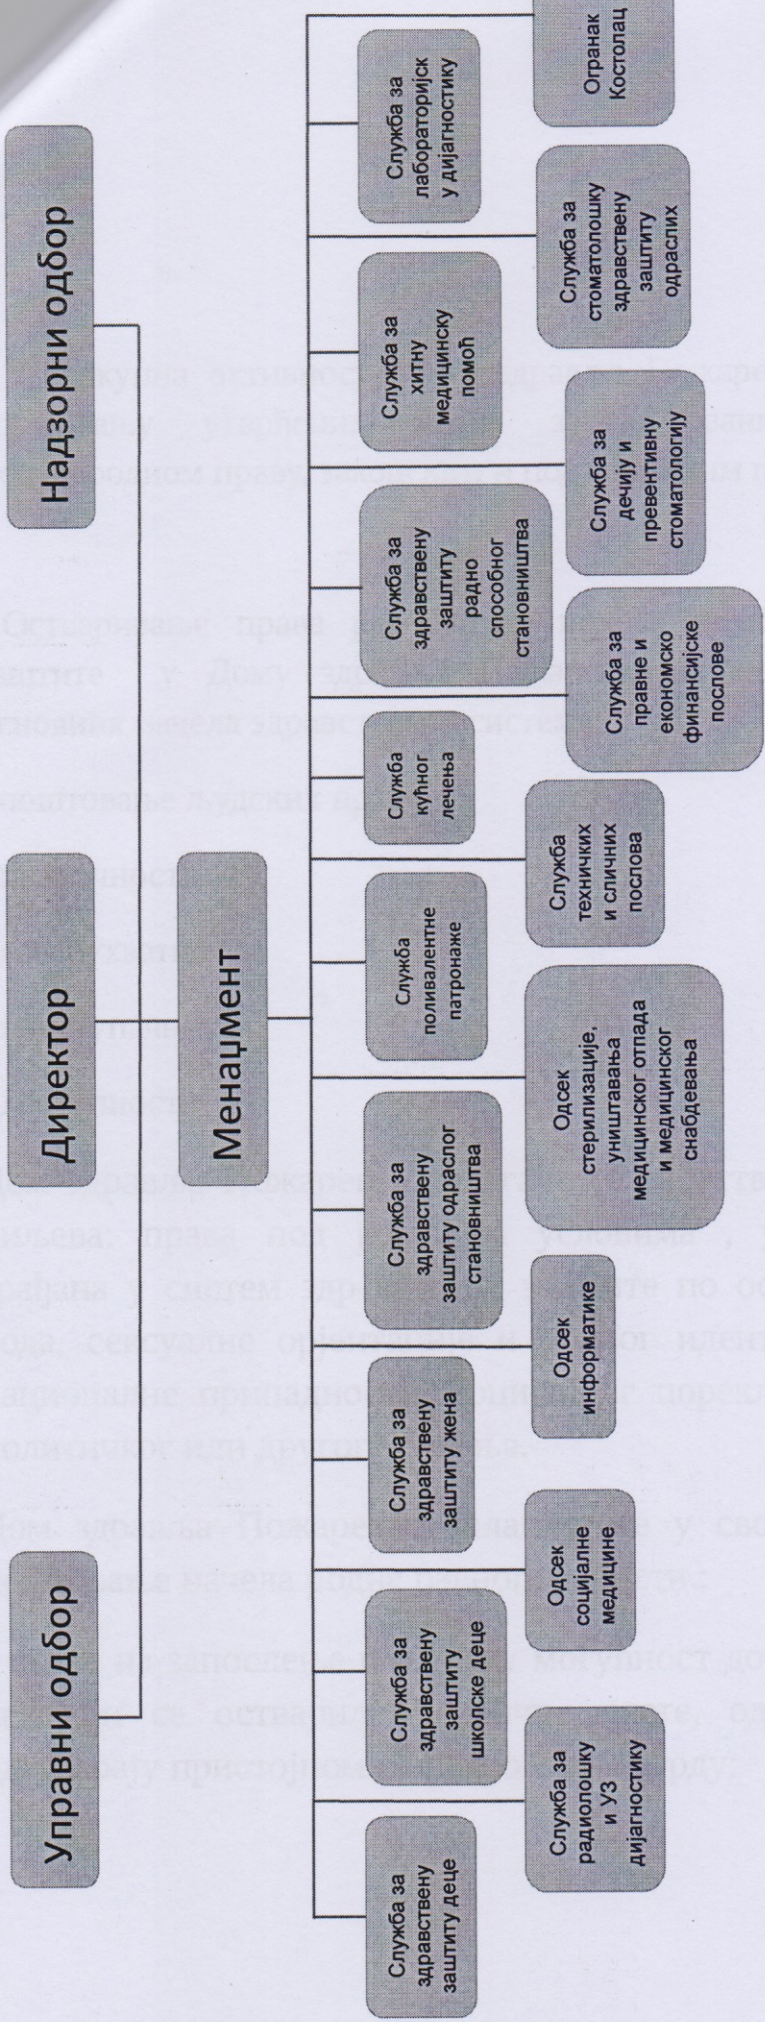 Управни одбор
Директор
Надзорни одбор
Менаџмент
Служба за
здравствену
заштиту деце
Служба за
здравствену
заштиту
школске деце
Служба за
здравствену
заштиту жена
Служба за
здравствену
заштиту одраслог
становништва
Служба
поливалентне
патронаже
Служба
кућног
лечења
Служба за
здравствену
заштиту
радно
способног
становништва
Служба за
хитну
медицинску
помоћ
Служба за
лабораторијск
у дијагностику
Служба за
радиолошку
и УЗ
дијагностику
Одсек
социјалне
медицине
Одсек
информатике
Одсек
стерилизације,
уништавања
медицинског отпада
и медицинског
снабдевања
Служба
техничких
и сличних
послова
Служба за
правне и
економско
финансијске
послове
Служба за
дечију и
превентивну
стоматологију
Служба за
стоматолошку
здравствену
заштиту
одраслих
Огранак
Костолац